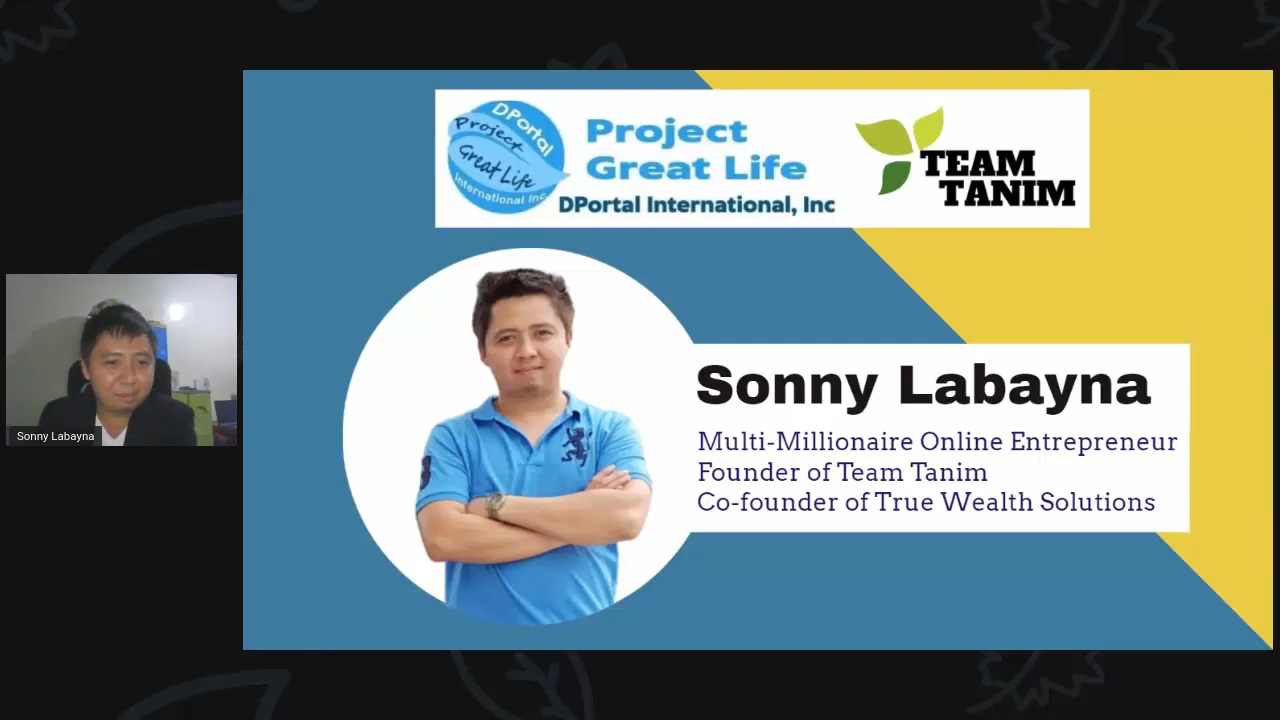 DPortal
Project
Great Life
International Inc
Project
Great Life
DPortal International, Inc
TEAM
TANIM
Sonny Labayna
Multi-Millionaire Online Entrepreneur
Founder of Team Tanim
Co-founder of True Wealth Solutions
Sonny Labayna